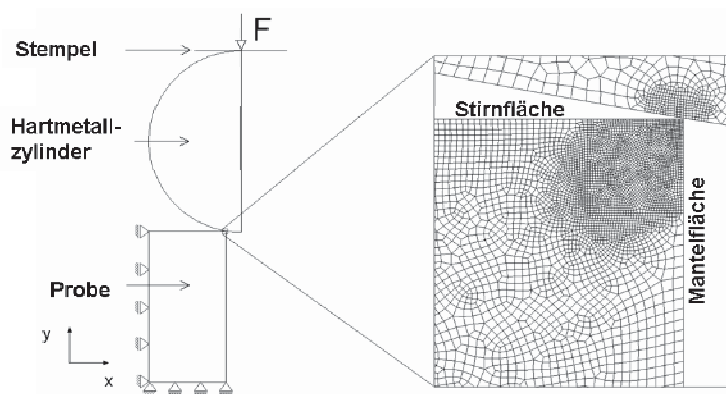 Stempel
F
Hartmetall-
zylinder
Stirnfläche
Mantelfläche
Probe
y
x